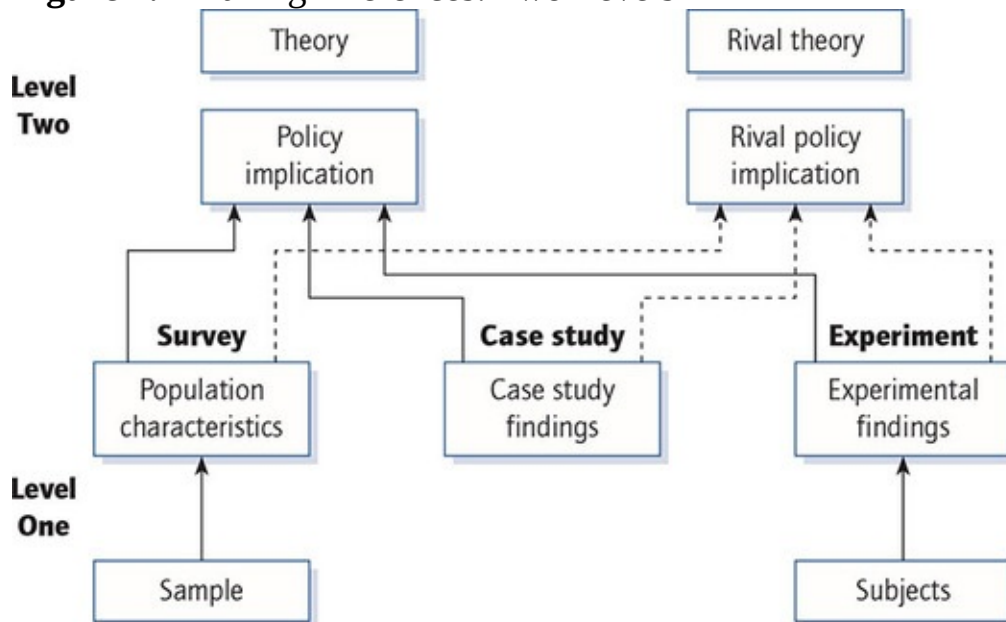 Theory
Rival theory
Level
Two
Policy
implication
Rival policy
implication
Survey
Case study
Experiment
Population
characteristics
Case study
findings
Experimental
findings
Level
One
Sample
Subjects